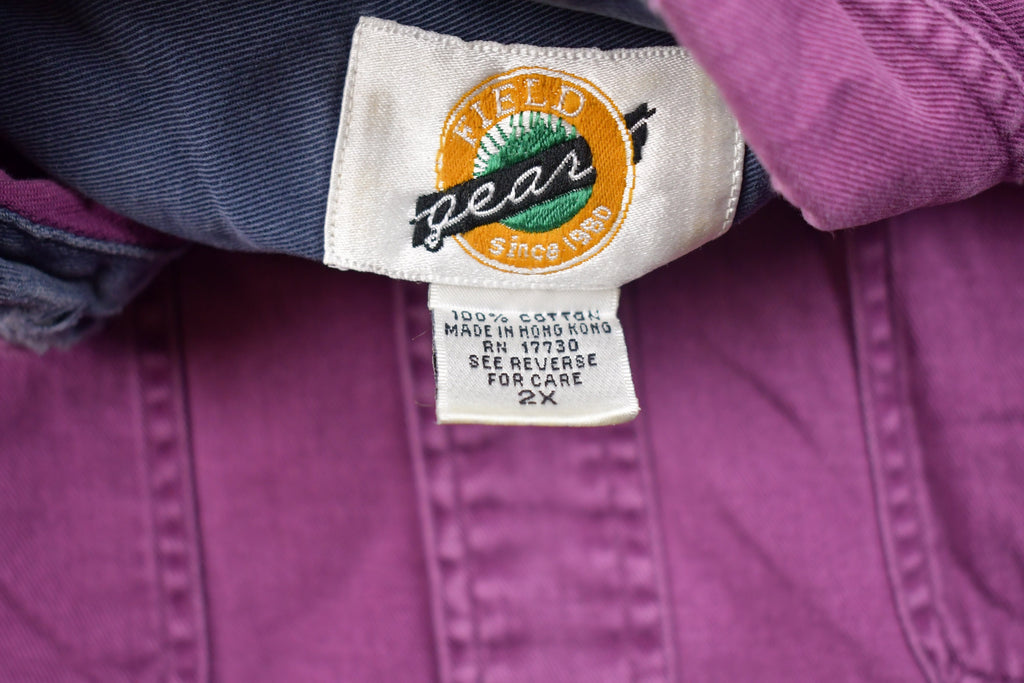 FIELD
gear
since 1980
100% COTTON
MADE IN HONG KONG
RN 17730
SEE REVERSE
FOR CARE
2X